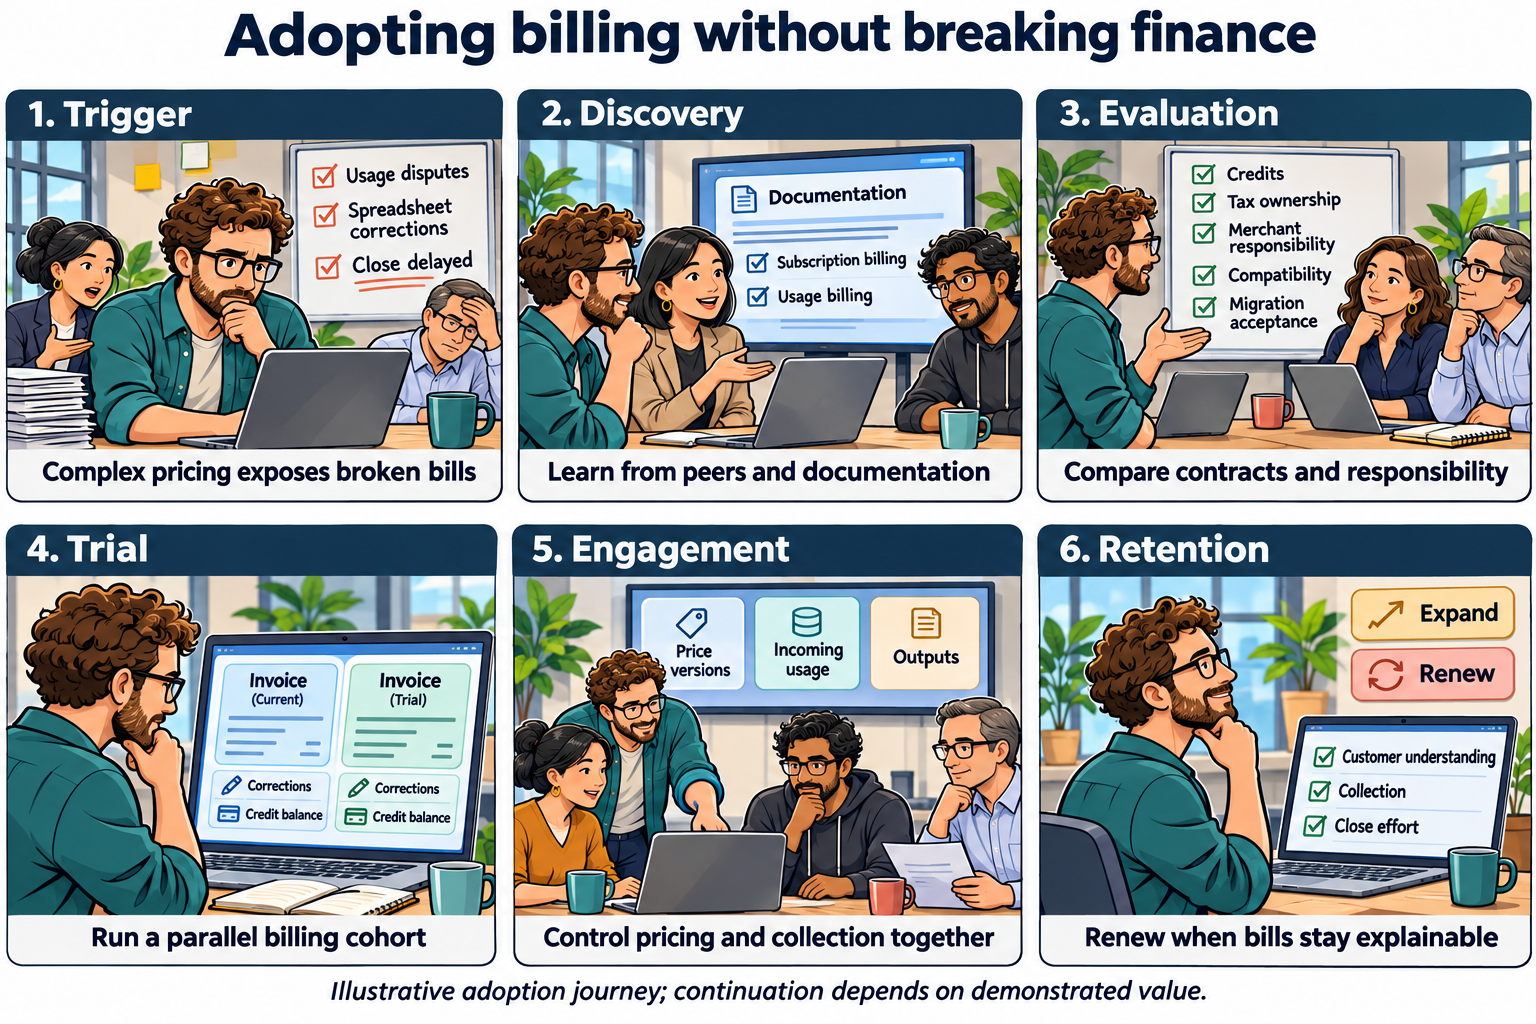 Adopting billing without breaking finance
1. Trigger
Usage disputes
Spreadsheet
corrections
Close delayed
Complex pricing exposes broken bills
2. Discovery
Documentation
Subscription billing
Usage billing
Learn from peers and documentation
3. Evaluation
Credits
Tax ownership
Merchant
responsibility
Compatibility
Migration
acceptance
Compare contracts and responsibility
4. Trial
Invoice
(Current)
Corrections
Credit balance
Invoice
(Trial)
Corrections
Credit balance
Run a parallel billing cohort
5. Engagement
Price
versions
Incoming
usage
Outputs
Control pricing and collection together
6. Retention
Expand
Renew
Customer understanding
Collection
Close effort
Renew when bills stay explainable
Illustrative adoption journey; continuation depends on demonstrated value.